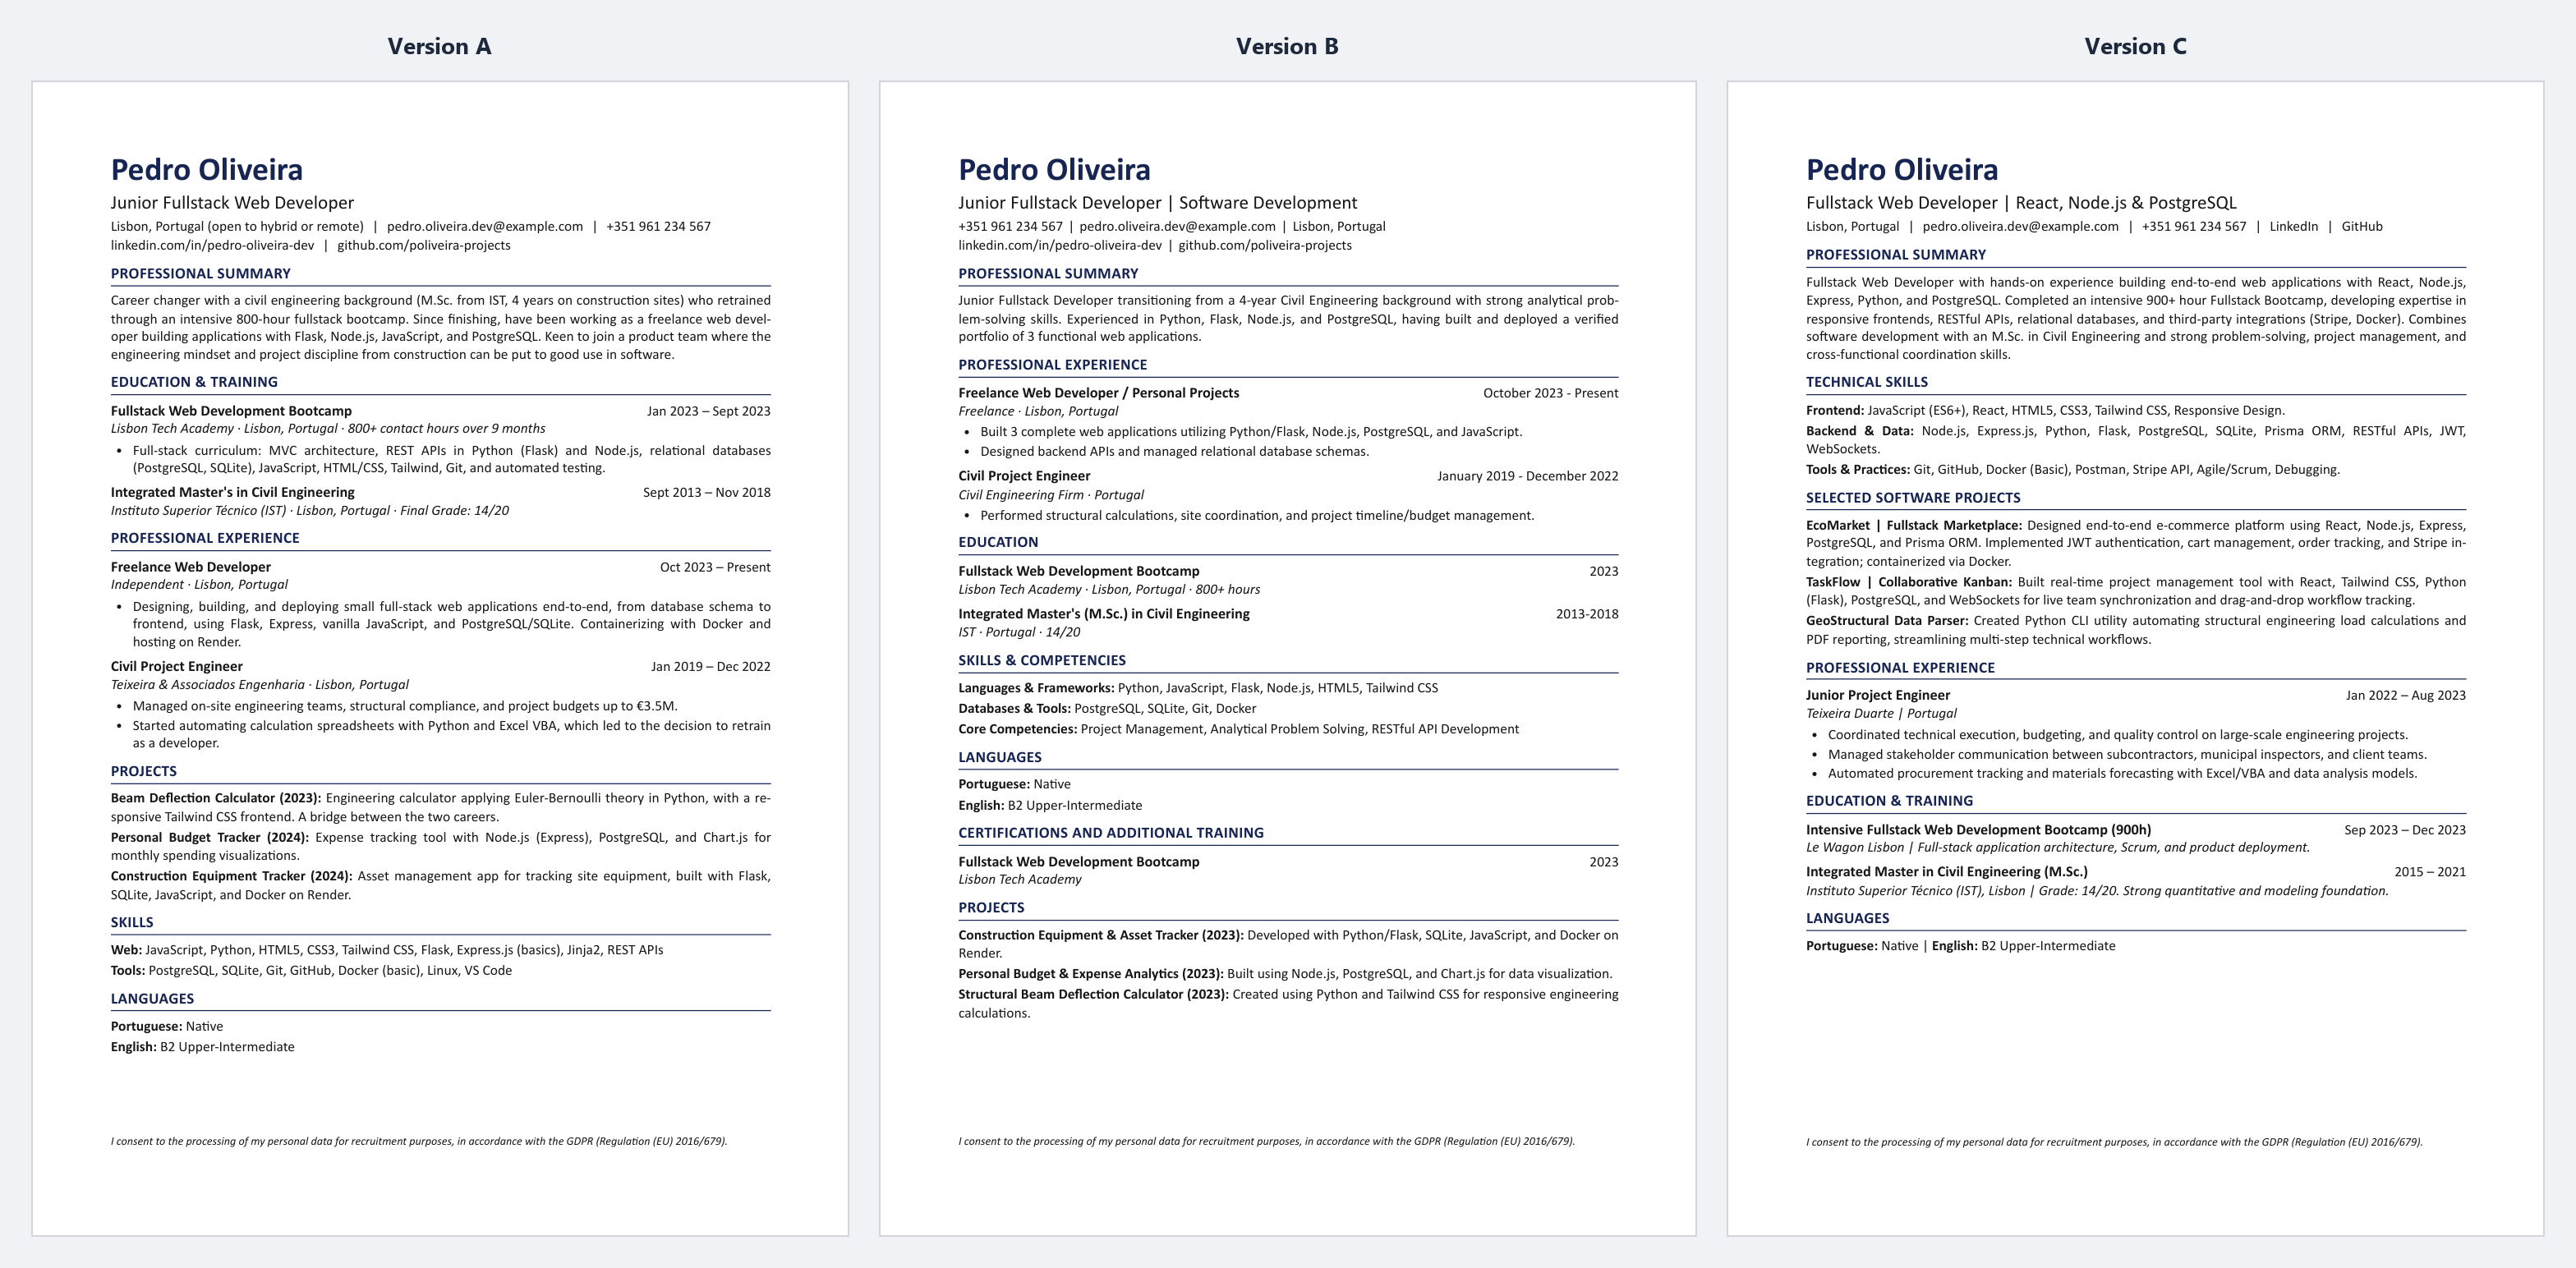 Version A
Pedro Oliveira
Junior Fullstack Web Developer
Lisbon, Portugal (open to hybrid or remote) | pedro.oliveira.dev@example.com | +351 961 234 567
linkedin.com/in/pedro-oliveira-dev | github.com/poliveira-projects
PROFESSIONAL SUMMARY
Career changer with a civil engineering background (M.Sc. from IST, 4 years on construction sites) who retrained
through an intensive 800-hour fullstack bootcamp. Since finishing, have been working as a freelance web devel-
oper building applications with Flask, Node.js, JavaScript, and PostgreSQL. Keen to join a product team where the
engineering mindset and project discipline from construction can be put to good use in software.
EDUCATION & TRAINING
Fullstack Web Development Bootcamp Jan 2023 – Sept 2023
Lisbon Tech Academy · Lisbon, Portugal · 800+ contact hours over 9 months
• Full-stack curriculum: MVC architecture, REST APIs in Python (Flask) and Node.js, relational databases
(PostgreSQL, SQLite), JavaScript, HTML/CSS, Tailwind, Git, and automated testing.
Integrated Master's in Civil Engineering Sept 2013 – Nov 2018
Instituto Superior Técnico (IST) · Lisbon, Portugal · Final Grade: 14/20
PROFESSIONAL EXPERIENCE
Freelance Web Developer Oct 2023 – Present
Independent · Lisbon, Portugal
• Designing, building, and deploying small full-stack web applications end-to-end, from database schema to
frontend, using Flask, Express, vanilla JavaScript, and PostgreSQL/SQLite. Containerizing with Docker and
hosting on Render.
Civil Project Engineer Jan 2019 – Dec 2022
Teixeira & Associados Engenharia · Lisbon, Portugal
• Managed on-site engineering teams, structural compliance, and project budgets up to €3.5M.
• Started automating calculation spreadsheets with Python and Excel VBA, which led to the decision to retrain
as a developer.
PROJECTS
Beam Deflection Calculator (2023): Engineering calculator applying Euler-Bernoulli theory in Python, with a re-
sponsive Tailwind CSS frontend. A bridge between the two careers.
Personal Budget Tracker (2024): Expense tracking tool with Node.js (Express), PostgreSQL, and Chart.js for
monthly spending visualizations.
Construction Equipment Tracker (2024): Asset management app for tracking site equipment, built with Flask,
SQLite, JavaScript, and Docker on Render.
SKILLS
Web: JavaScript, Python, HTML5, CSS3, Tailwind CSS, Flask, Express.js (basics), Jinja2, REST APIs
Tools: PostgreSQL, SQLite, Git, GitHub, Docker (basic), Linux, VS Code
LANGUAGES
Portuguese: Native
English: B2 Upper-Intermediate
I consent to the processing of my personal data for recruitment purposes, in accordance with the GDPR (Regulation (EU) 2016/679).
Version B
Pedro Oliveira
Junior Fullstack Developer | Software Development
+351 961 234 567 | pedro.oliveira.dev@example.com | Lisbon, Portugal
linkedin.com/in/pedro-oliveira-dev | github.com/poliveira-projects
PROFESSIONAL SUMMARY
Junior Fullstack Developer transitioning from a 4-year Civil Engineering background with strong analytical prob-
lem-solving skills. Experienced in Python, Flask, Node.js, and PostgreSQL, having built and deployed a verified
portfolio of 3 functional web applications.
PROFESSIONAL EXPERIENCE
Freelance Web Developer / Personal Projects October 2023 - Present
Freelance · Lisbon, Portugal
• Built 3 complete web applications utilizing Python/Flask, Node.js, PostgreSQL, and JavaScript.
• Designed backend APIs and managed relational database schemas.
Civil Project Engineer January 2019 - December 2022
Civil Engineering Firm · Portugal
• Performed structural calculations, site coordination, and project timeline/budget management.
EDUCATION
Fullstack Web Development Bootcamp 2023
Lisbon Tech Academy · Lisbon, Portugal · 800+ hours
Integrated Master's (M.Sc.) in Civil Engineering 2013-2018
IST · Portugal · 14/20
SKILLS & COMPETENCIES
Languages & Frameworks: Python, JavaScript, Flask, Node.js, HTML5, Tailwind CSS
Databases & Tools: PostgreSQL, SQLite, Git, Docker
Core Competencies: Project Management, Analytical Problem Solving, RESTful API Development
LANGUAGES
Portuguese: Native
English: B2 Upper-Intermediate
CERTIFICATIONS AND ADDITIONAL TRAINING
Fullstack Web Development Bootcamp 2023
Lisbon Tech Academy
PROJECTS
Construction Equipment & Asset Tracker (2023): Developed with Python/Flask, SQLite, JavaScript, and Docker on
Render.
Personal Budget & Expense Analytics (2023): Built using Node.js, PostgreSQL, and Chart.js for data visualization.
Structural Beam Deflection Calculator (2023): Created using Python and Tailwind CSS for responsive engineering
calculations.
I consent to the processing of my personal data for recruitment purposes, in accordance with the GDPR (Regulation (EU) 2016/679).
Version C
Pedro Oliveira
Fullstack Web Developer | React, Node.js & PostgreSQL
Lisbon, Portugal | pedro.oliveira.dev@example.com | +351 961 234 567 | LinkedIn | GitHub
PROFESSIONAL SUMMARY
Fullstack Web Developer with hands-on experience building end-to-end web applications with React, Node.js,
Express, Python, and PostgreSQL. Completed an intensive 900+ hour Fullstack Bootcamp, developing expertise in
responsive frontends, RESTful APIs, relational databases, and third-party integrations (Stripe, Docker). Combines
software development with an M.Sc. in Civil Engineering and strong problem-solving, project management, and
cross-functional coordination skills.
TECHNICAL SKILLS
Frontend: JavaScript (ES6+), React, HTML5, CSS3, Tailwind CSS, Responsive Design.
Backend & Data: Node.js, Express.js, Python, Flask, PostgreSQL, SQLite, Prisma ORM, RESTful APIs, JWT,
WebSockets.
Tools & Practices: Git, GitHub, Docker (Basic), Postman, Stripe API, Agile/Scrum, Debugging.
SELECTED SOFTWARE PROJECTS
EcoMarket | Fullstack Marketplace: Designed end-to-end e-commerce platform using React, Node.js, Express,
PostgreSQL, and Prisma ORM. Implemented JWT authentication, cart management, order tracking, and Stripe in-
tegration; containerized via Docker.
TaskFlow | Collaborative Kanban: Built real-time project management tool with React, Tailwind CSS, Python
(Flask), PostgreSQL, and WebSockets for live team synchronization and drag-and-drop workflow tracking.
GeoStructural Data Parser: Created Python CLI utility automating structural engineering load calculations and
PDF reporting, streamlining multi-step technical workflows.
PROFESSIONAL EXPERIENCE
Junior Project Engineer Jan 2022 – Aug 2023
Teixeira Duarte | Portugal
• Coordinated technical execution, budgeting, and quality control on large-scale engineering projects.
• Managed stakeholder communication between subcontractors, municipal inspectors, and client teams.
• Automated procurement tracking and materials forecasting with Excel/VBA and data analysis models.
EDUCATION & TRAINING
Intensive Fullstack Web Development Bootcamp (900h) Sep 2023 – Dec 2023
Le Wagon Lisbon | Full-stack application architecture, Scrum, and product deployment.
Integrated Master in Civil Engineering (M.Sc.) 2015 – 2021
Instituto Superior Técnico (IST), Lisbon | Grade: 14/20. Strong quantitative and modeling foundation.
LANGUAGES
Portuguese: Native | English: B2 Upper-Intermediate
I consent to the processing of my personal data for recruitment purposes, in accordance with the GDPR (Regulation (EU) 2016/679).